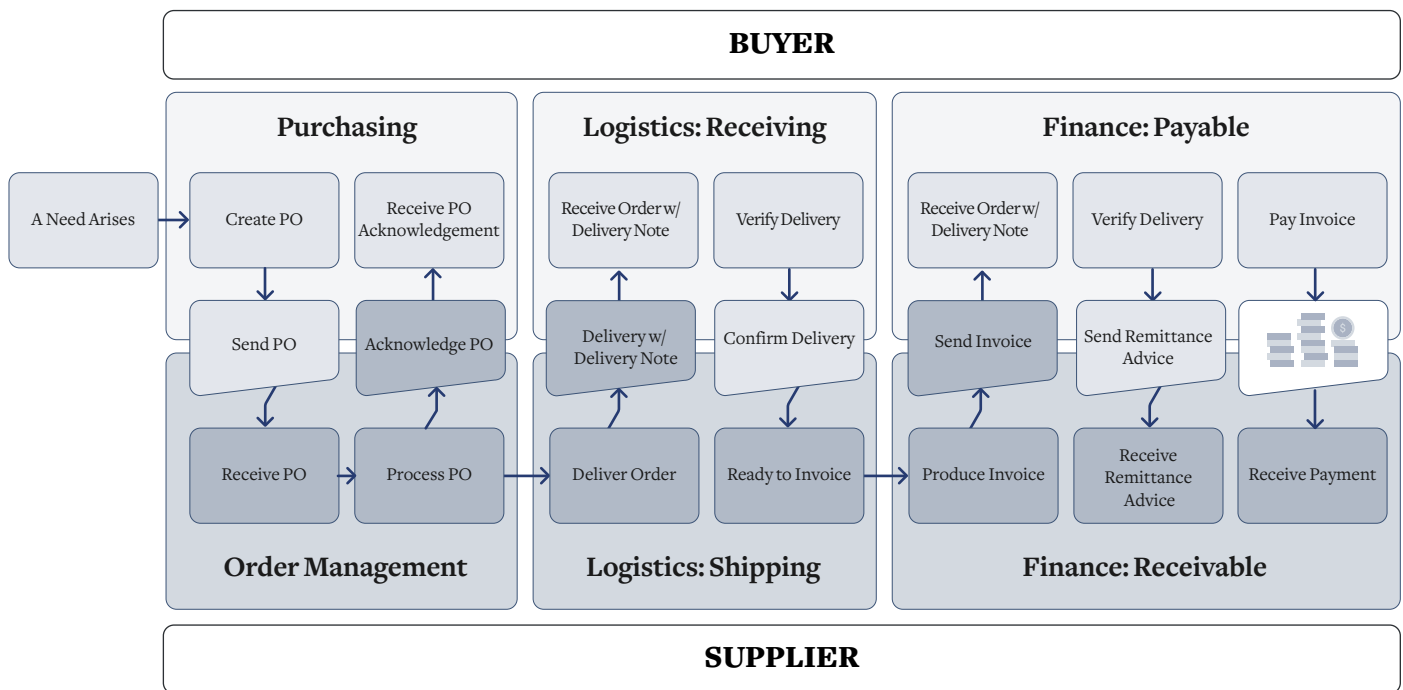 BUYER
Purchasing
Logistics: Receiving
Finance: Payable
A Need Arises
Create PO
Receive PO
Acknowledgement
Receive Order w/
Delivery Note
Verify Delivery
Receive Order w/
Delivery Note
Verify Delivery
Pay Invoice
Send PO
Acknowledge PO
Delivery w/
Delivery Note
Confirm Delivery
Send Invoice
Send Remittance
Advice
$
Receive PO
Process PO
Deliver Order
Ready to Invoice
Produce Invoice
Receive
Remittance
Advice
Receive Payment
Order Management
Logistics: Shipping
Finance: Receivable
SUPPLIER